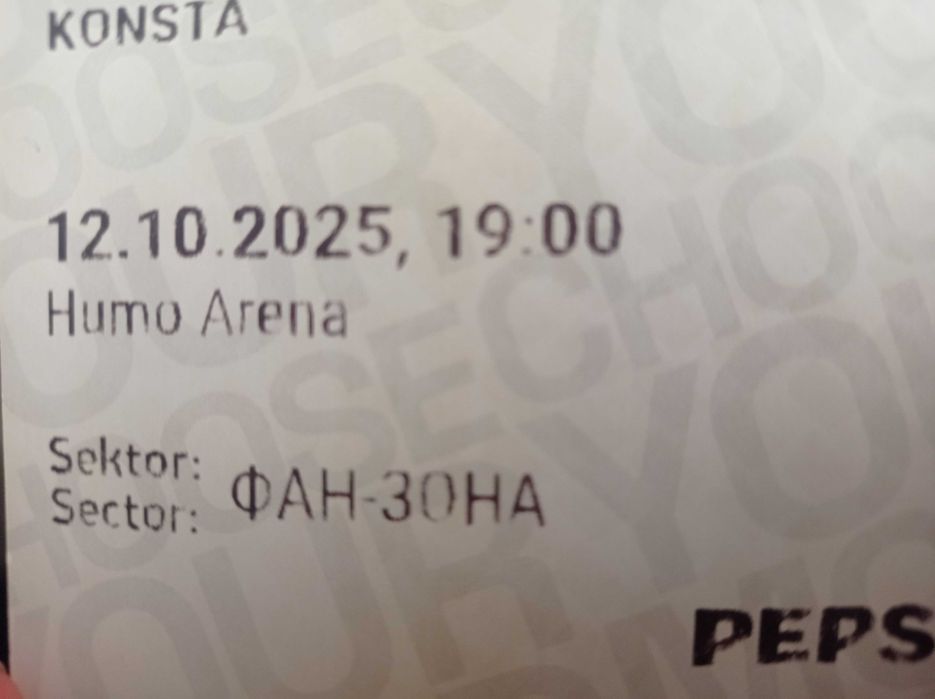 KONSTA
12.10.2025, 19:00
Humo Arena
Sektor:
Sector: ФАН-ЗОНА
PEPS